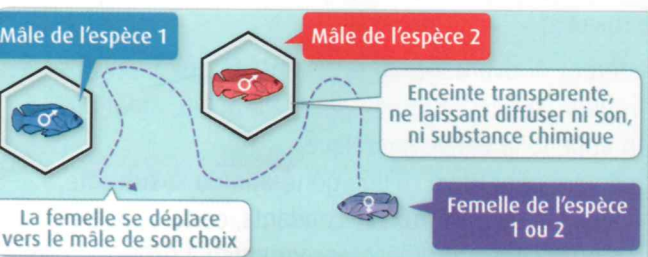 Mâle de l'espèce 1
Mâle de l'espèce 2
Enceinte transparente,
ne laissant diffuser ni son,
ni substance chimique
La femelle se déplace
vers le mâle de son choix
Femelle de l'espèce
1 ou 2